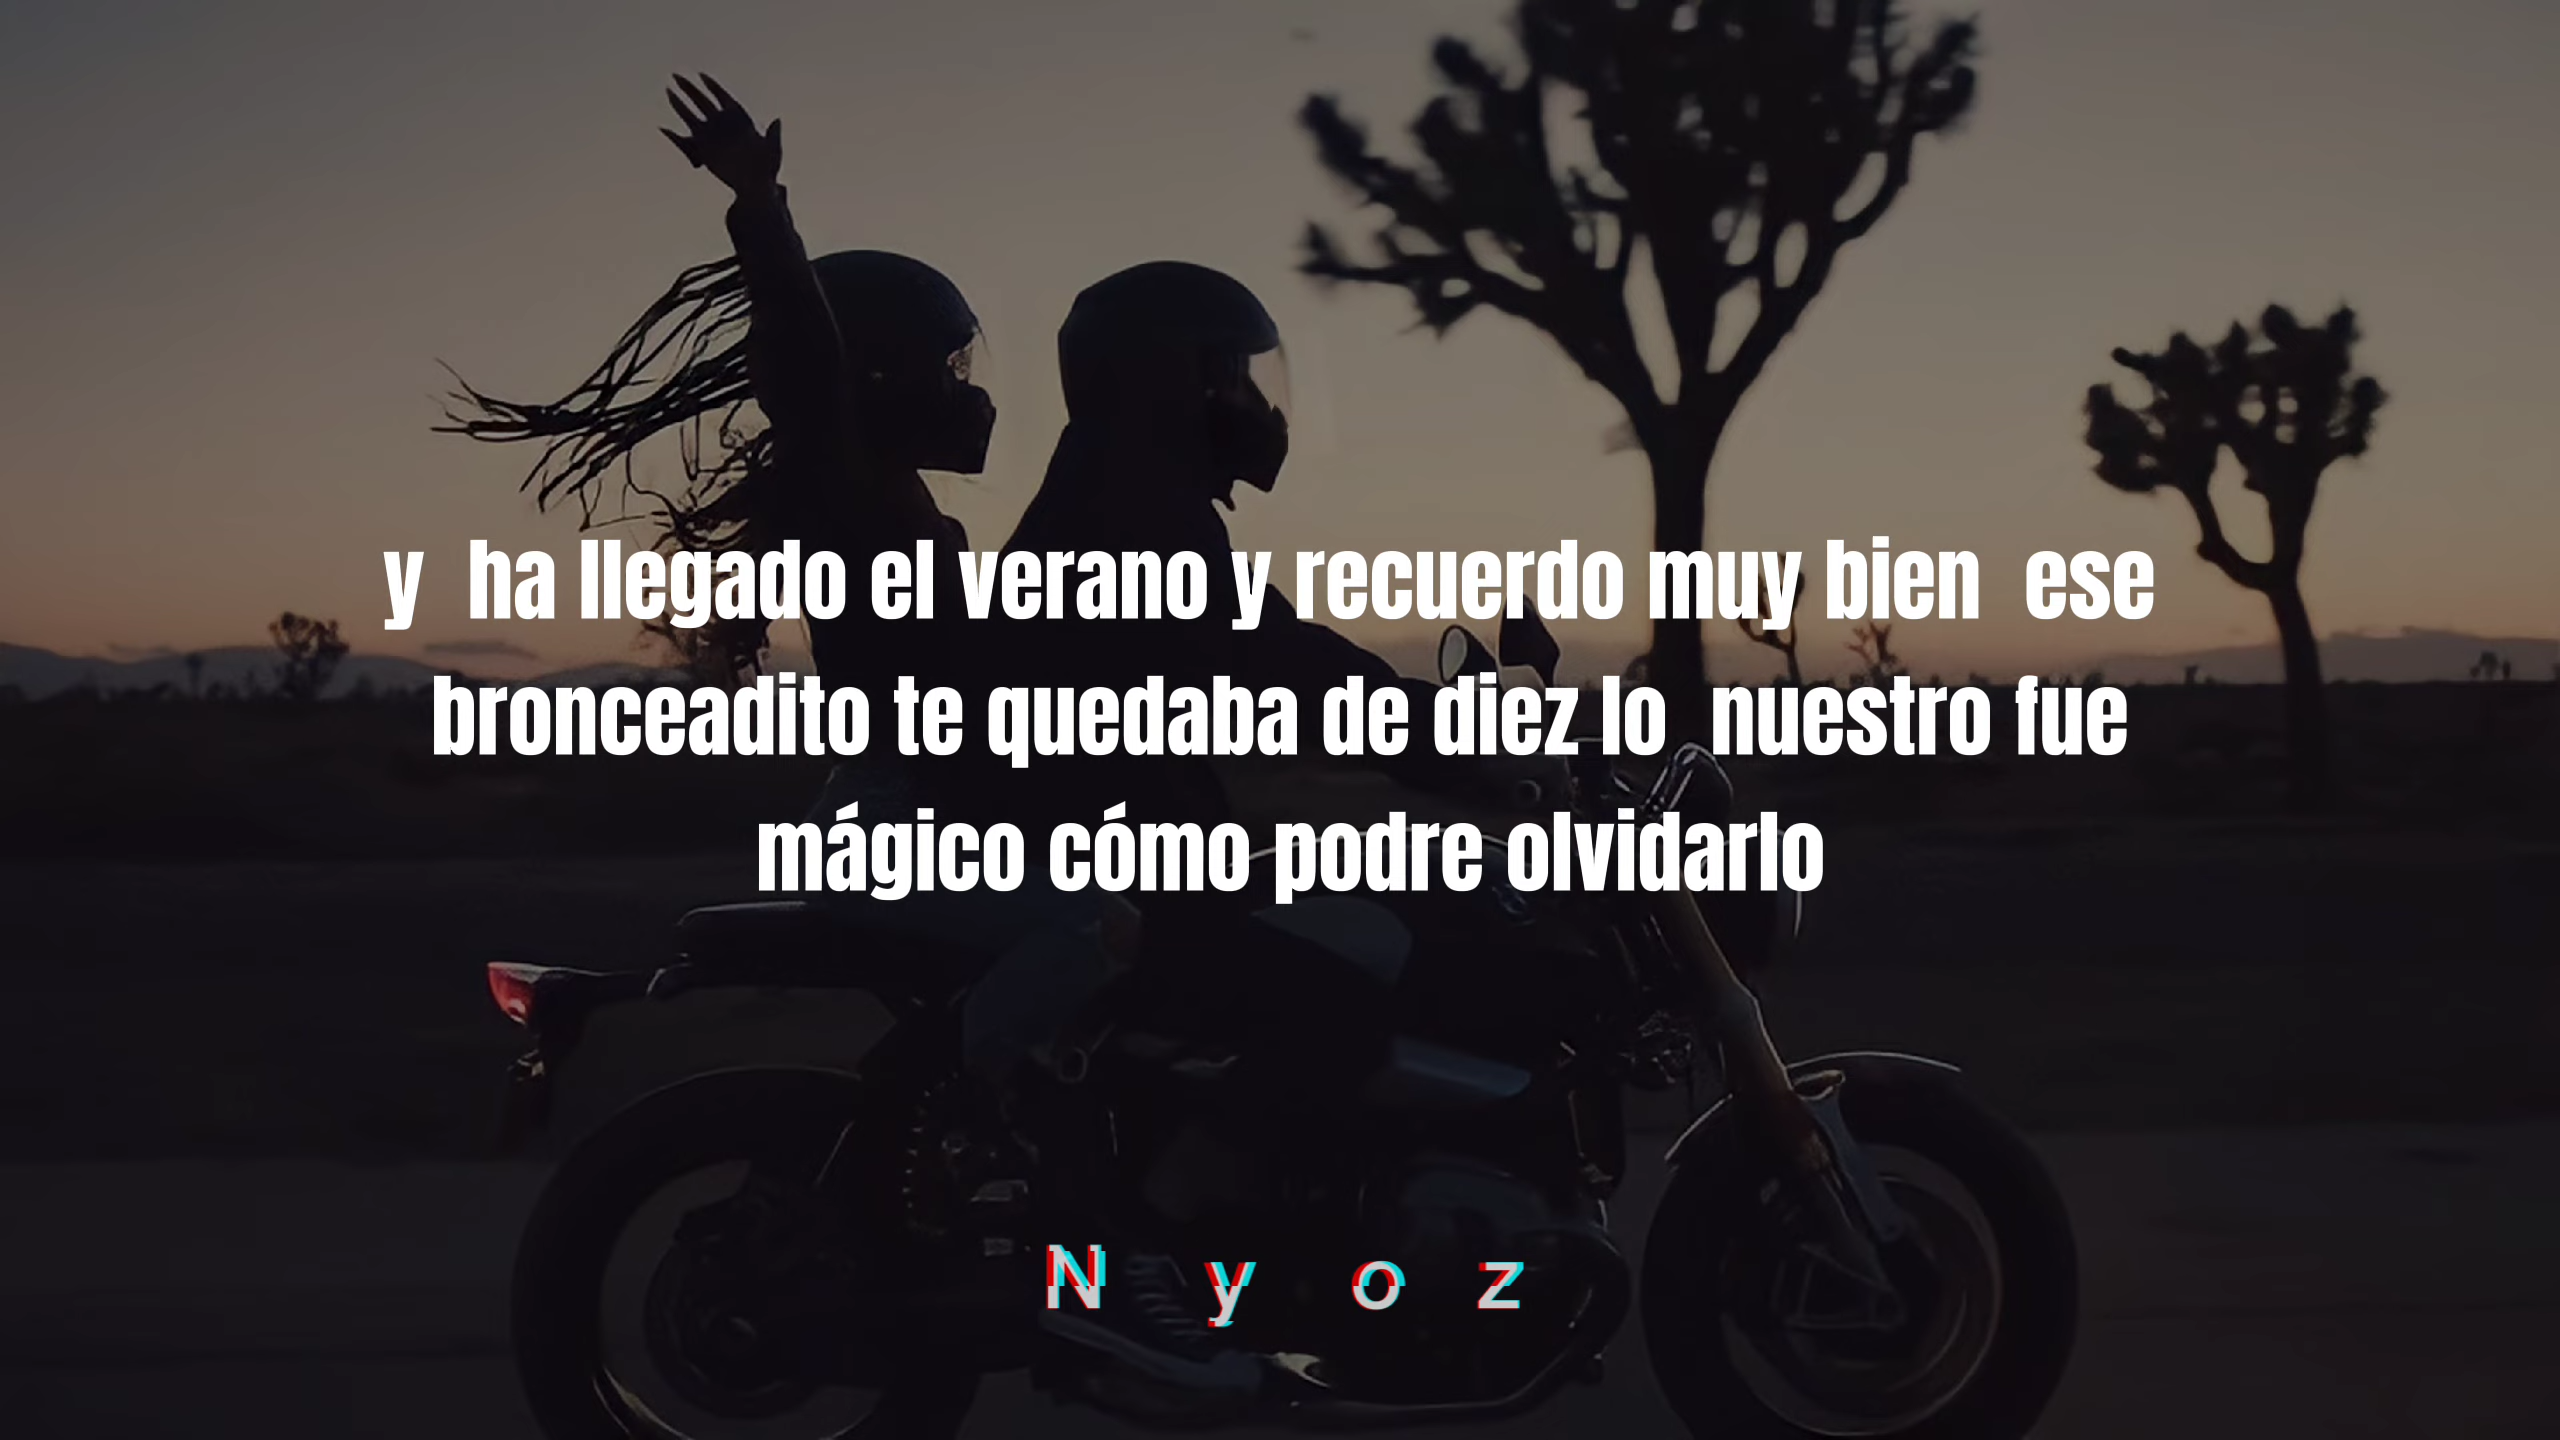 y ha llegado el verano y recuerdo muy bien ese
bronceadito te quedaba de diez lo nuestro fue
mágico cómo podre olvidarlo
N y o z